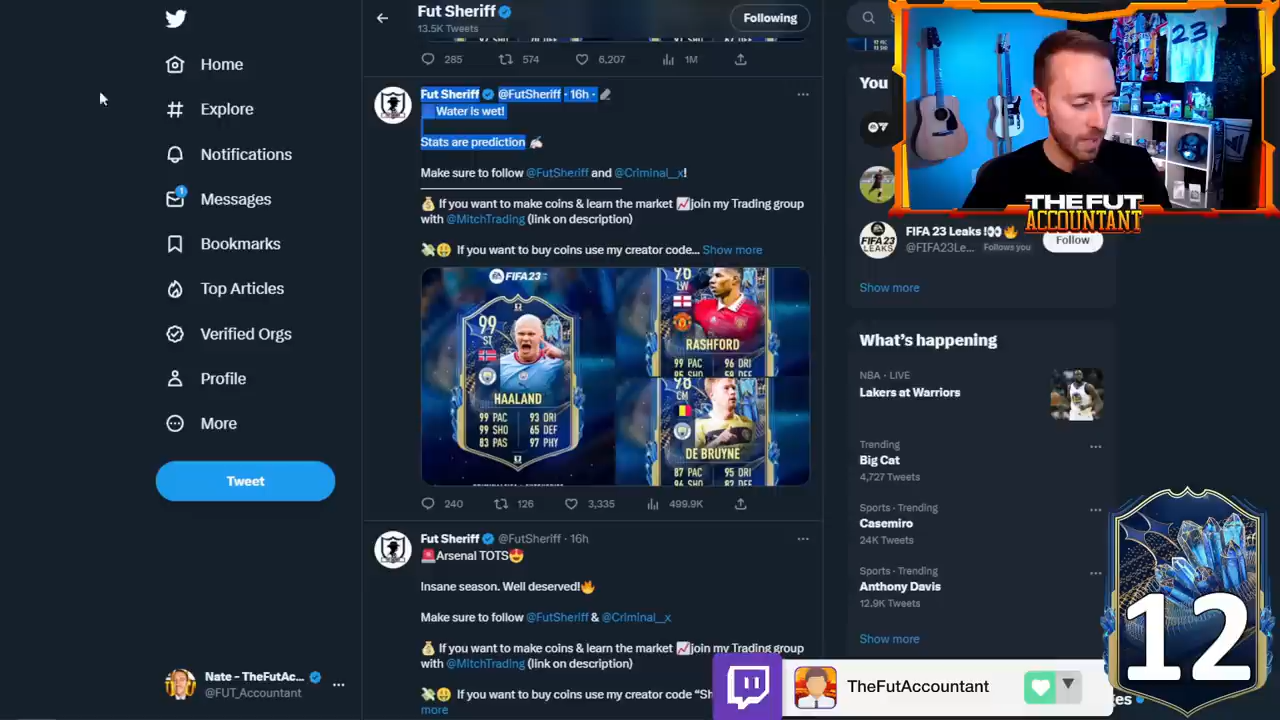 Home
Explore
Notifications
Messages
1
Bookmarks
Top Articles
Verified Orgs
Profile
More
Tweet
Nate - TheFutAc...
@FUT_Accountant
Fut Sheriff
13.5K Tweets
Following
285
574
6,207
1M
Fut Sheriff @FutSheriff · 16h ·
Water is wet!
Stats are prediction
Make sure to follow @FutSheriff and @Criminal__x!
💰 If you want to make coins & learn the market 📈join my Trading group
with @MitchTrading (link on description)
💸🤑 If you want to buy coins use my creator code... Show more
FIFA 23
99
ST
HAALAND
99 PAC 93 DRI
99 SHO 65 DEF
83 PAS 97 PHY
LW
RASHFORD
99 PAC 96 DRI
CM
DE BRUYNE
87 PAC 95 DRI
240
126
3,335
499.9K
Fut Sheriff @FutSheriff · 16h
🚨Arsenal TOTS😍
Insane season. Well deserved!🔥
Make sure to follow @FutSheriff & @Criminal__x
💰 If you want to make coins & learn the market 📈join my Trading group
with @MitchTrading (link on description)
💸🤑 If you want to buy coins use my creator code "Sh
more
You
FIFA 23 Leaks !👀🔥
@FIFA23Le... Follows you
Follow
Show more
What's happening
NBA · LIVE
Lakers at Warriors
Trending
Big Cat
4,727 Tweets
Sports · Trending
Casemiro
24K Tweets
Sports · Trending
Anthony Davis
12.9K Tweets
Show more
23
THE FUT
ACCOUNTANT
12
TheFutAccountant